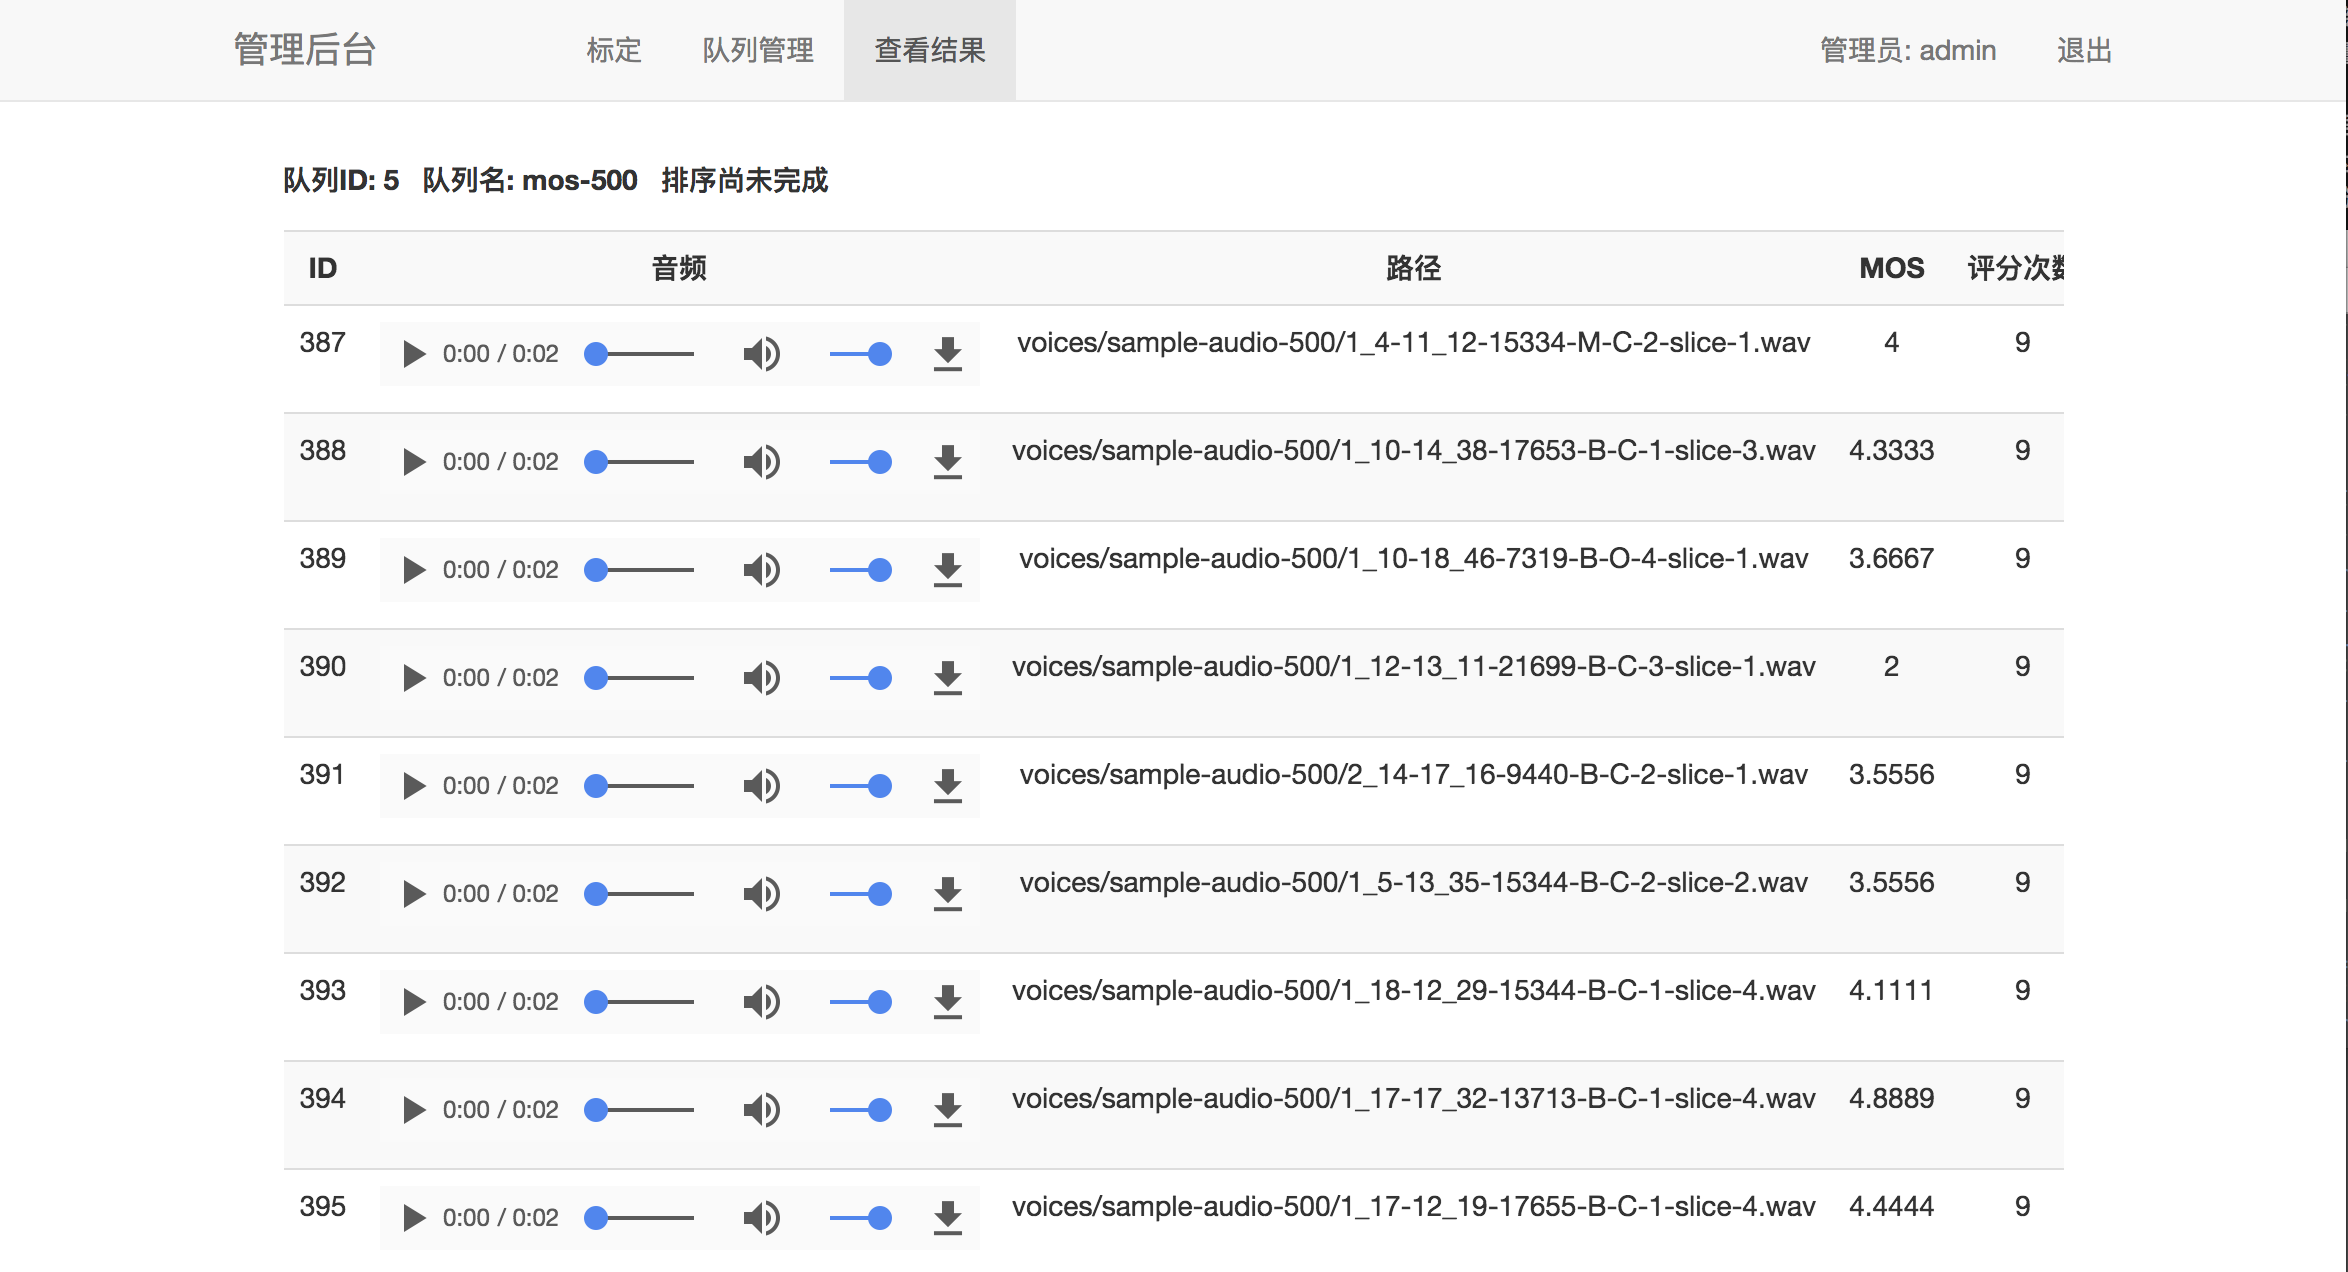 管理后台 标定 队列管理 查看结果 管理员: admin 退出
队列ID: 5 队列名: mos-500 排序尚未完成
ID 音频 路径 MOS 评分次数
387 0:00 / 0:02 voices/sample-audio-500/1_4-11_12-15334-M-C-2-slice-1.wav 4 9
388 0:00 / 0:02 voices/sample-audio-500/1_10-14_38-17653-B-C-1-slice-3.wav 4.3333 9
389 0:00 / 0:02 voices/sample-audio-500/1_10-18_46-7319-B-O-4-slice-1.wav 3.6667 9
390 0:00 / 0:02 voices/sample-audio-500/1_12-13_11-21699-B-C-3-slice-1.wav 2 9
391 0:00 / 0:02 voices/sample-audio-500/2_14-17_16-9440-B-C-2-slice-1.wav 3.5556 9
392 0:00 / 0:02 voices/sample-audio-500/1_5-13_35-15344-B-C-2-slice-2.wav 3.5556 9
393 0:00 / 0:02 voices/sample-audio-500/1_18-12_29-15344-B-C-1-slice-4.wav 4.1111 9
394 0:00 / 0:02 voices/sample-audio-500/1_17-17_32-13713-B-C-1-slice-4.wav 4.8889 9
395 0:00 / 0:02 voices/sample-audio-500/1_17-12_19-17655-B-C-1-slice-4.wav 4.4444 9